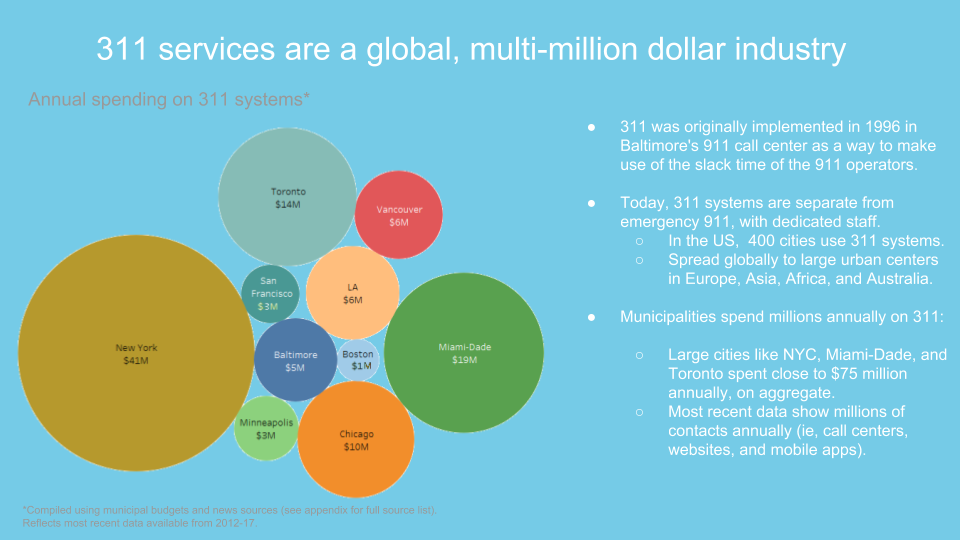 311 services are a global, multi-million dollar industry
Annual spending on 311 systems*
Toronto
$14M
Vancouver
$6M
San
Francisco
$3M
LA
$6M
New York
$41M
Baltimore
$5M
Boston
$1M
Miami-Dade
$19M
Minneapolis
$3M
Chicago
$10M
● 311 was originally implemented in 1996 in
Baltimore's 911 call center as a way to make
use of the slack time of the 911 operators.
● Today, 311 systems are separate from
emergency 911, with dedicated staff.
○ In the US, 400 cities use 311 systems.
○ Spread globally to large urban centers
in Europe, Asia, Africa, and Australia.
● Municipalities spend millions annually on 311:
○ Large cities like NYC, Miami-Dade, and
Toronto spent close to $75 million
annually, on aggregate.
○ Most recent data show millions of
contacts annually (ie, call centers,
websites, and mobile apps).
*Compiled using municipal budgets and news sources (see appendix for full source list),
Reflects most recent data available from 2012-17.